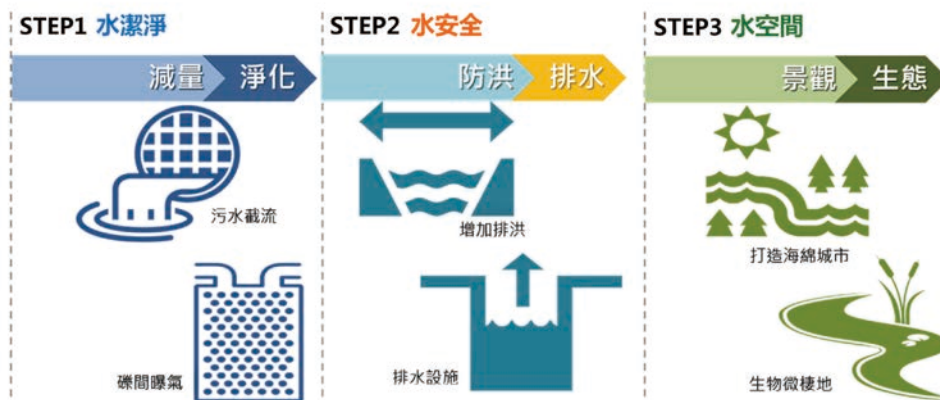 STEP1 水潔淨
減量 淨化
污水截流
礫間曝氣
STEP2 水安全
防洪 排水
增加排洪
排水設施
STEP3 水空間
景觀 生態
打造海綿城市
生物微棲地